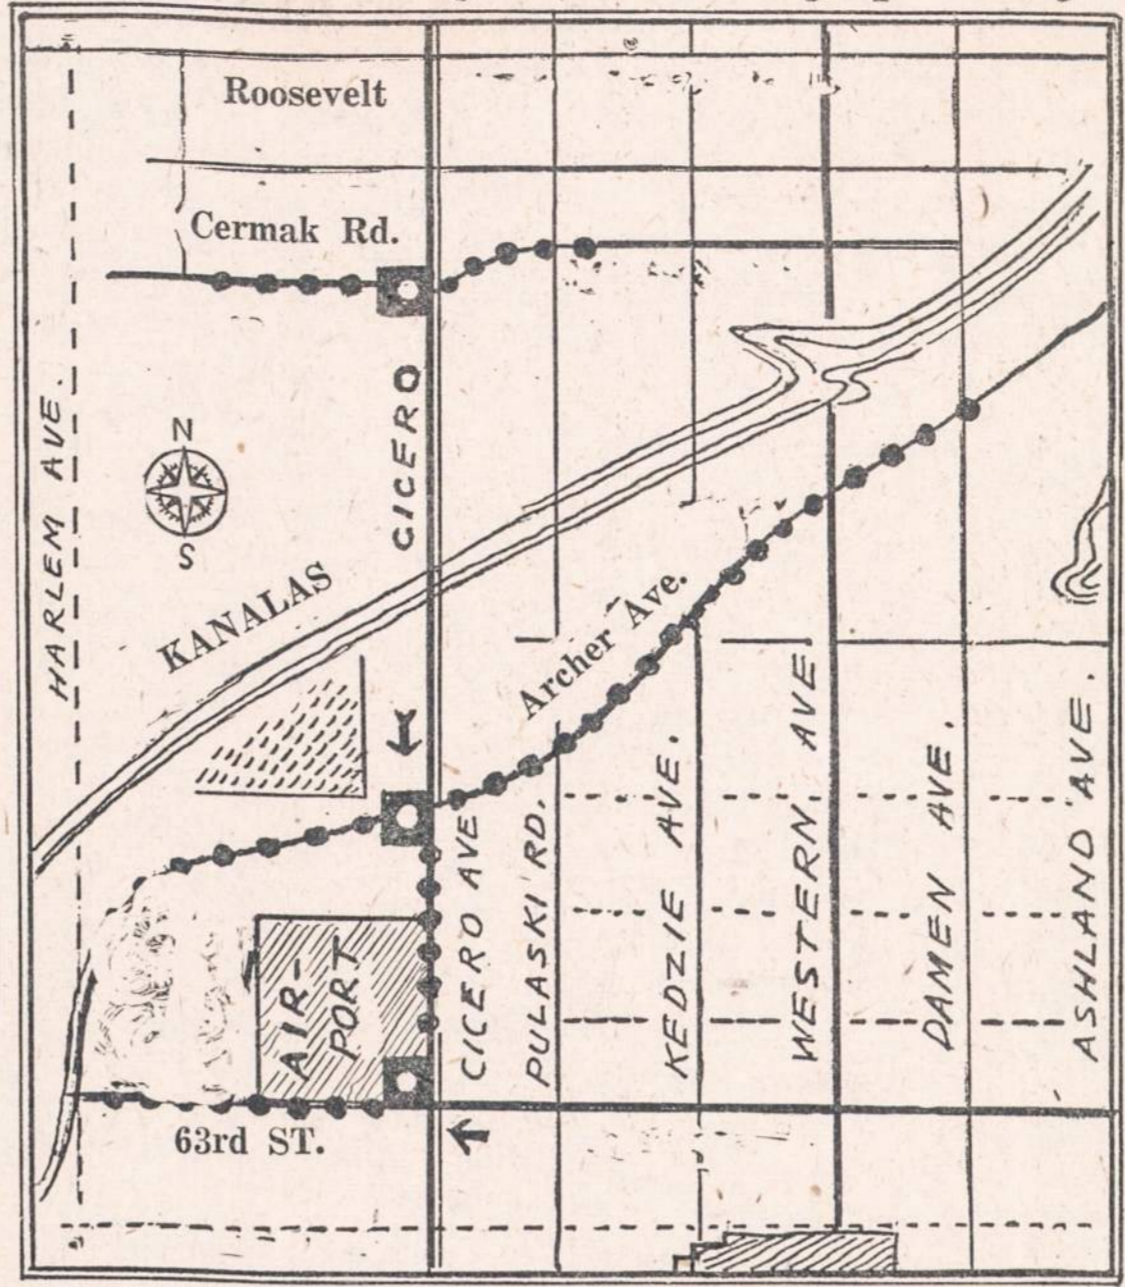 Roosevelt
Cermak Rd.
CICERO
N
S
HARLEM AVE.
KANALAS
Archer Ave.
AIR-
PORT
CICERO AVE
PULASKI RD.
KEDZIE AVE.
WESTERN AVE
DAMEN AVE.
ASHLAND AVE.
63rd ST.